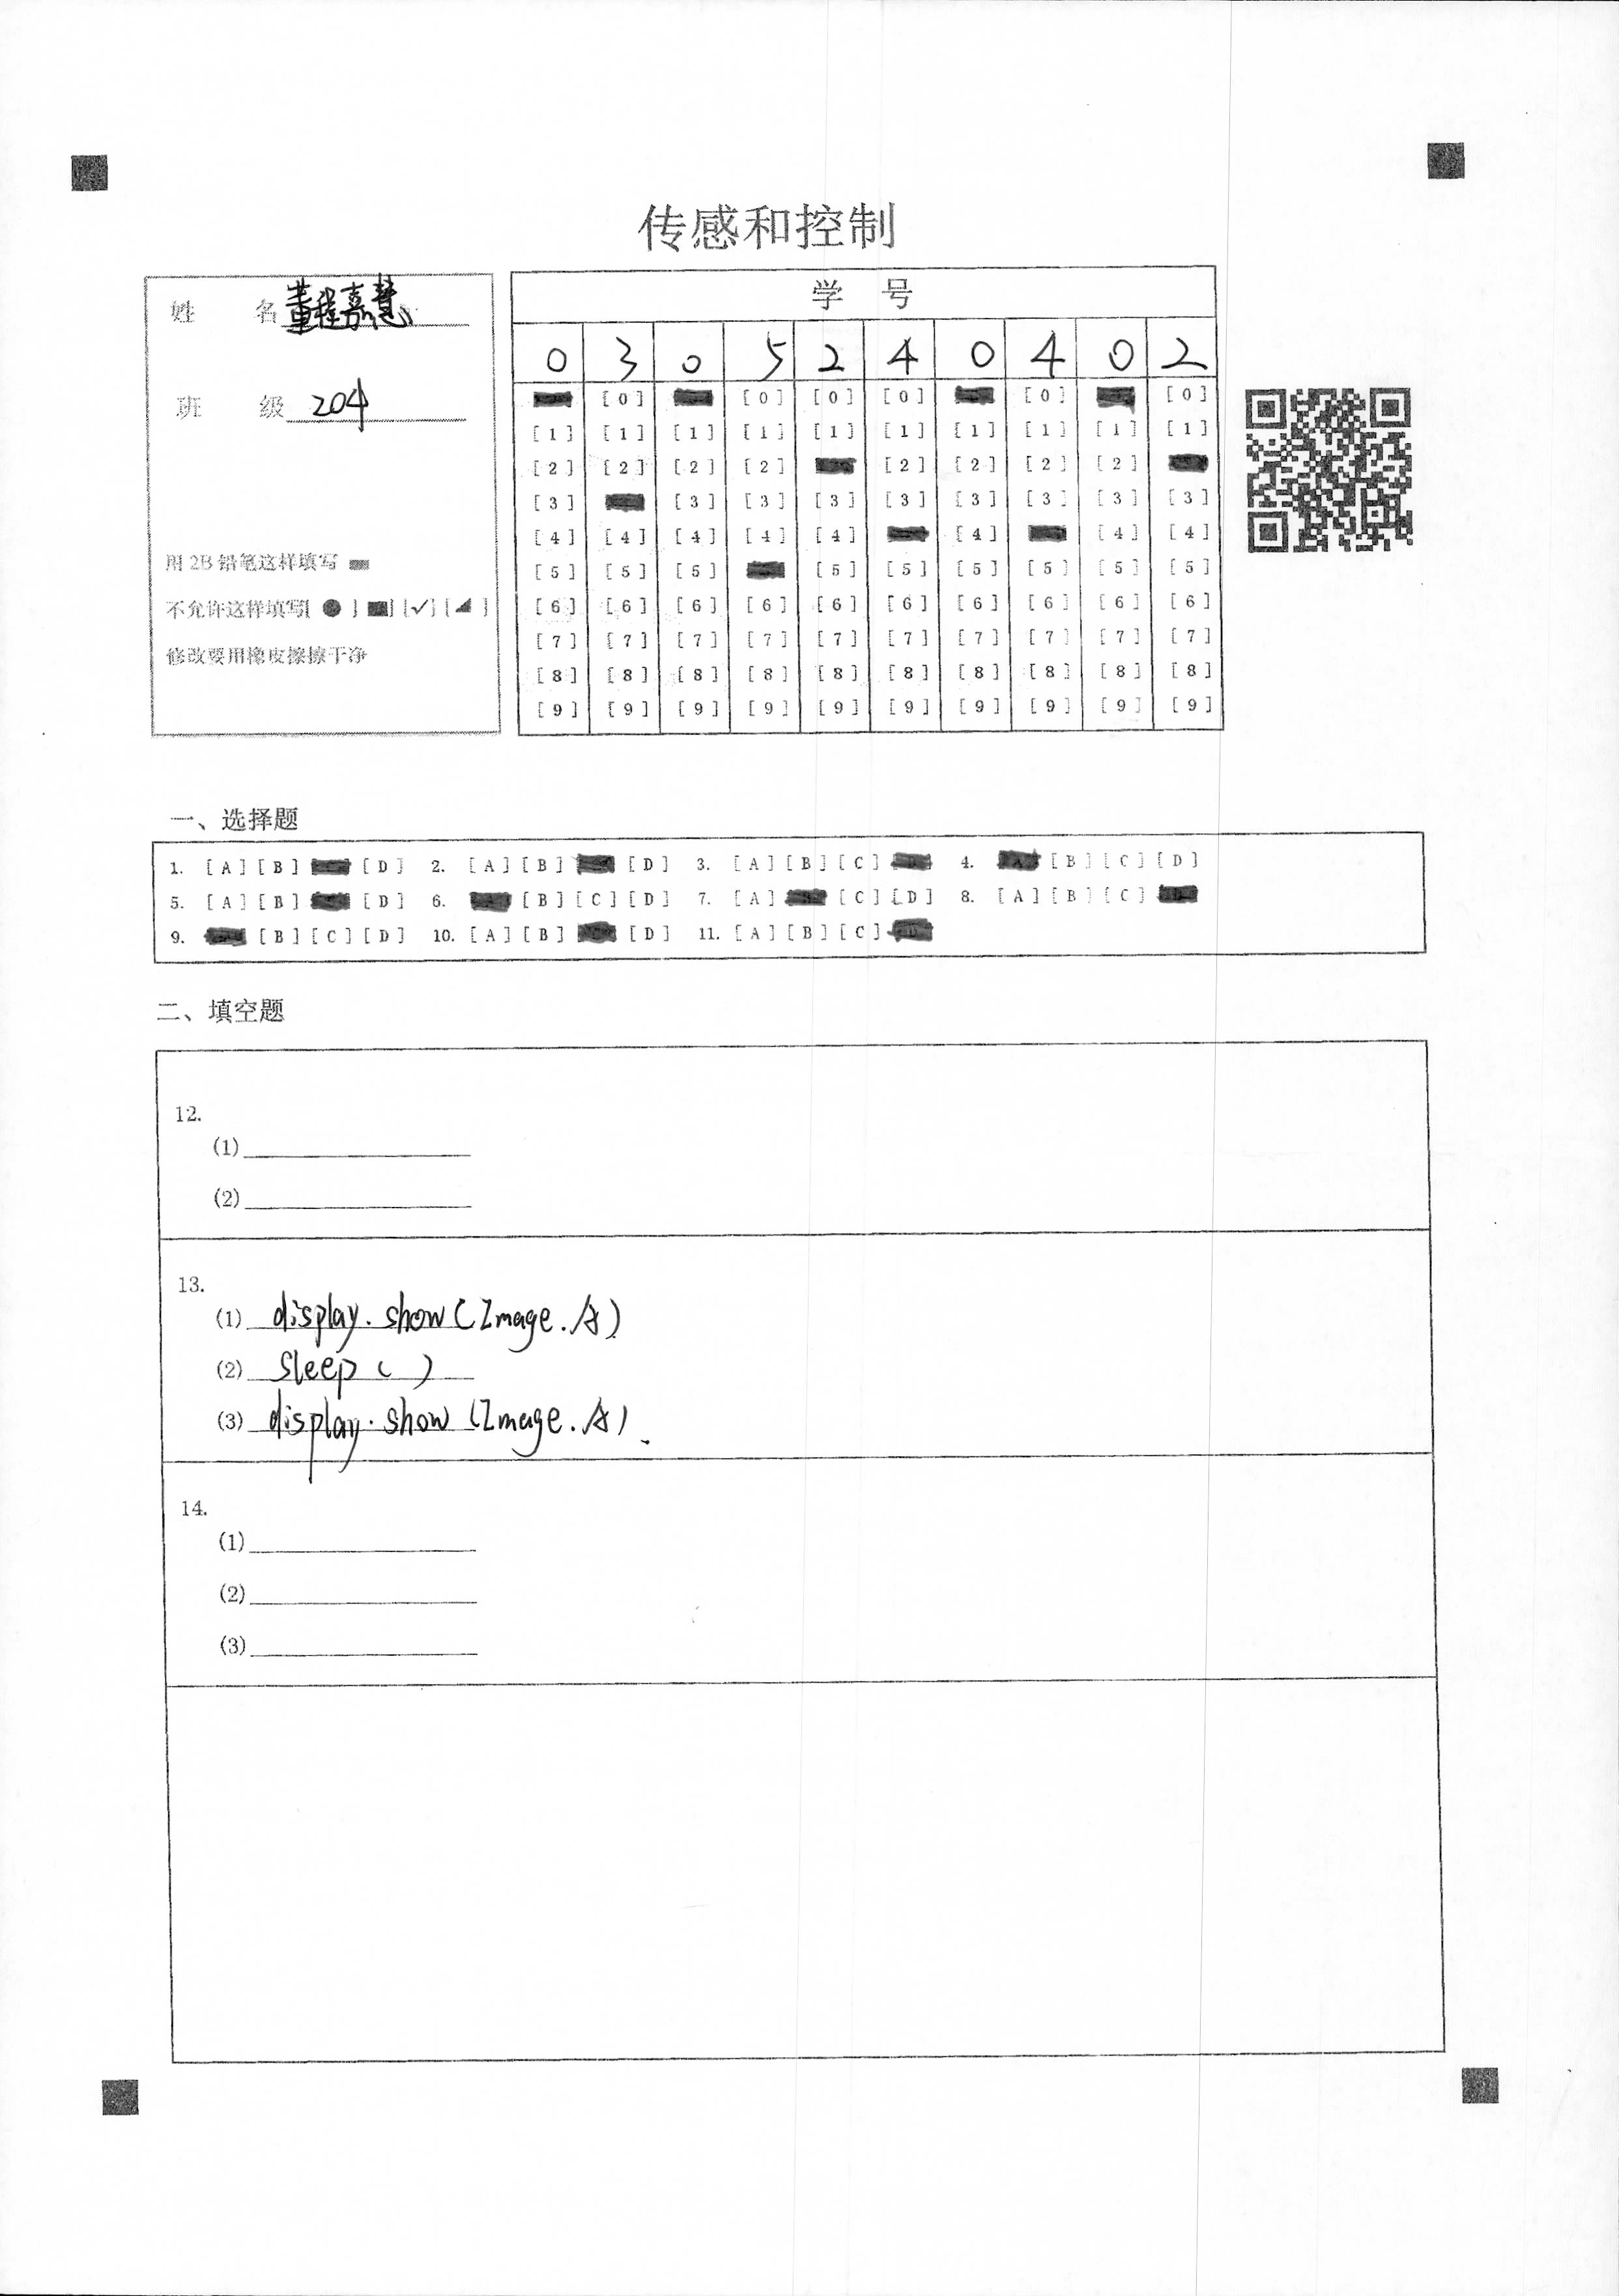 传感和控制
姓 名 董程嘉慧
班 级 204
用 2B 铅笔这样填写
不允许这样填写[ ● ] [■] [✓] [◢ ]
修改要用橡皮擦擦干净
学 号
0 3 0 5 2 4 0 4 0 2
[0] [0] [0] [0] [0] [0]
[1] [1] [1] [1] [1] [1] [1] [1] [1] [1]
[2] [2] [2] [2] [2] [2] [2] [2]
[3] [3] [3] [3] [3] [3] [3] [3] [3]
[4] [4] [4] [4] [4] [4] [4] [4]
[5] [5] [5] [5] [5] [5] [5] [5] [5]
[6] [6] [6] [6] [6] [6] [6] [6] [6] [6]
[7] [7] [7] [7] [7] [7] [7] [7] [7] [7]
[8] [8] [8] [8] [8] [8] [8] [8] [8] [8]
[9] [9] [9] [9] [9] [9] [9] [9] [9] [9]
一、选择题
1. [A] [B] [D] 2. [A] [B] [D] 3. [A] [B] [C] 4. [A] [B] [C] [D]
5. [A] [B] [D] 6. [B] [C] [D] 7. [A] [C] [D] 8. [A] [B] [C]
9. [B] [C] [D] 10. [A] [B] [D] 11. [A] [B] [C] [D]
二、填空题
12.
(1)
(2)
13.
(1) display.show(Image.A)
(2) sleep( )
(3) display.show(Image.A).
14.
(1)
(2)
(3)